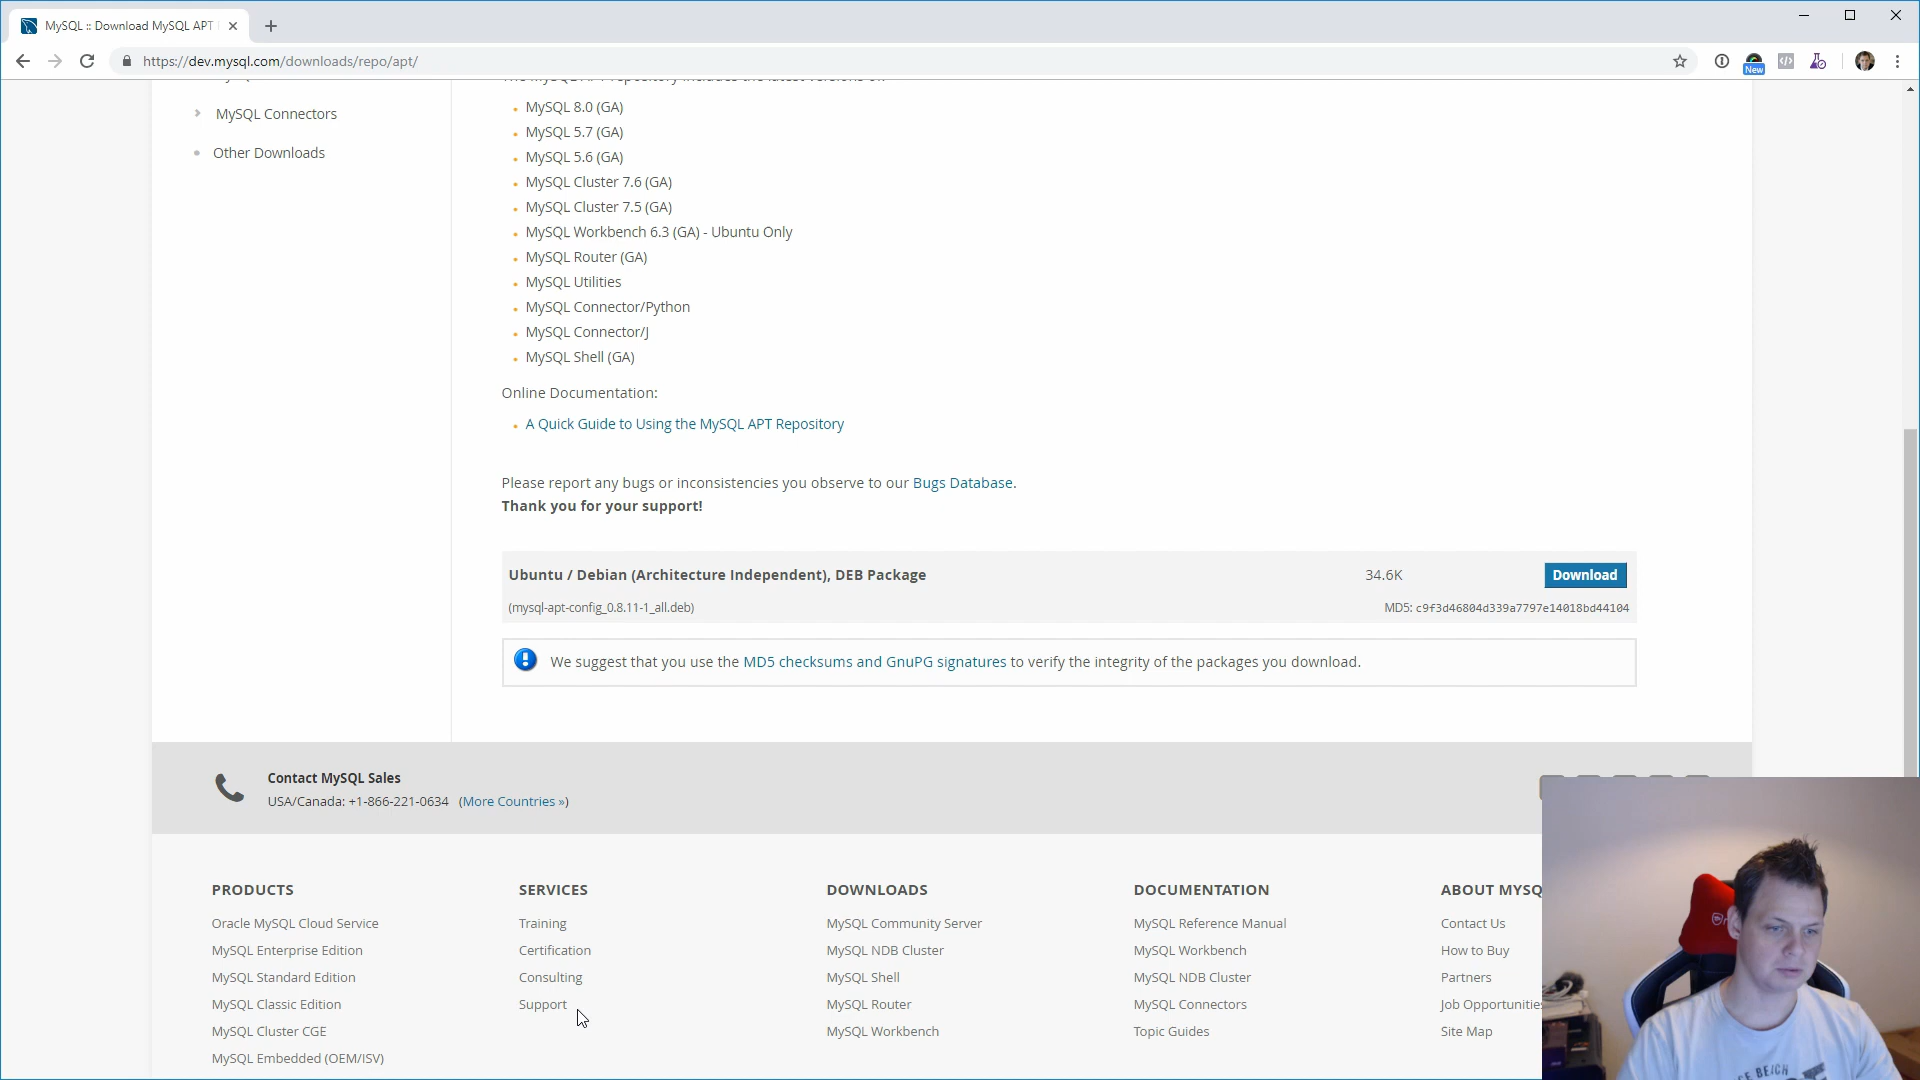 MySQL :: Download MySQL APT
https://dev.mysql.com/downloads/repo/apt/
New
MySQL Connectors
Other Downloads
MySQL 8.0 (GA)
MySQL 5.7 (GA)
MySQL 5.6 (GA)
MySQL Cluster 7.6 (GA)
MySQL Cluster 7.5 (GA)
MySQL Workbench 6.3 (GA) - Ubuntu Only
MySQL Router (GA)
MySQL Utilities
MySQL Connector/Python
MySQL Connector/J
MySQL Shell (GA)
Online Documentation:
A Quick Guide to Using the MySQL APT Repository
Please report any bugs or inconsistencies you observe to our Bugs Database.
Thank you for your support!
Ubuntu / Debian (Architecture Independent), DEB Package 34.6K Download
(mysql-apt-config_0.8.11-1_all.deb) MD5: c9f3d46804d339a7797e14018bd44104
We suggest that you use the MD5 checksums and GnuPG signatures to verify the integrity of the packages you download.
Contact MySQL Sales
USA/Canada: +1-866-221-0634 (More Countries »)
PRODUCTS
Oracle MySQL Cloud Service
MySQL Enterprise Edition
MySQL Standard Edition
MySQL Classic Edition
MySQL Cluster CGE
MySQL Embedded (OEM/ISV)
SERVICES
Training
Certification
Consulting
Support
DOWNLOADS
MySQL Community Server
MySQL NDB Cluster
MySQL Shell
MySQL Router
MySQL Workbench
DOCUMENTATION
MySQL Reference Manual
MySQL Workbench
MySQL NDB Cluster
MySQL Connectors
Topic Guides
ABOUT MYSQ
Contact Us
How to Buy
Partners
Job Opportunities
Site Map
BEACH